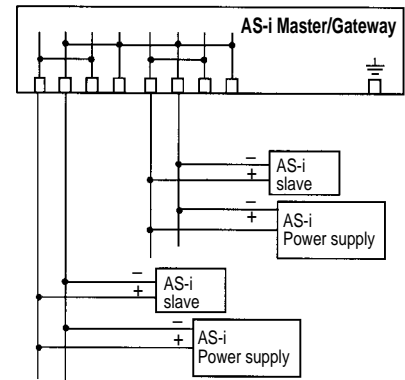 AS-i Master/Gateway
–
+
AS-i
slave
–
+
AS-i
Power supply
–
+
AS-i
slave
–
+
AS-i
Power supply